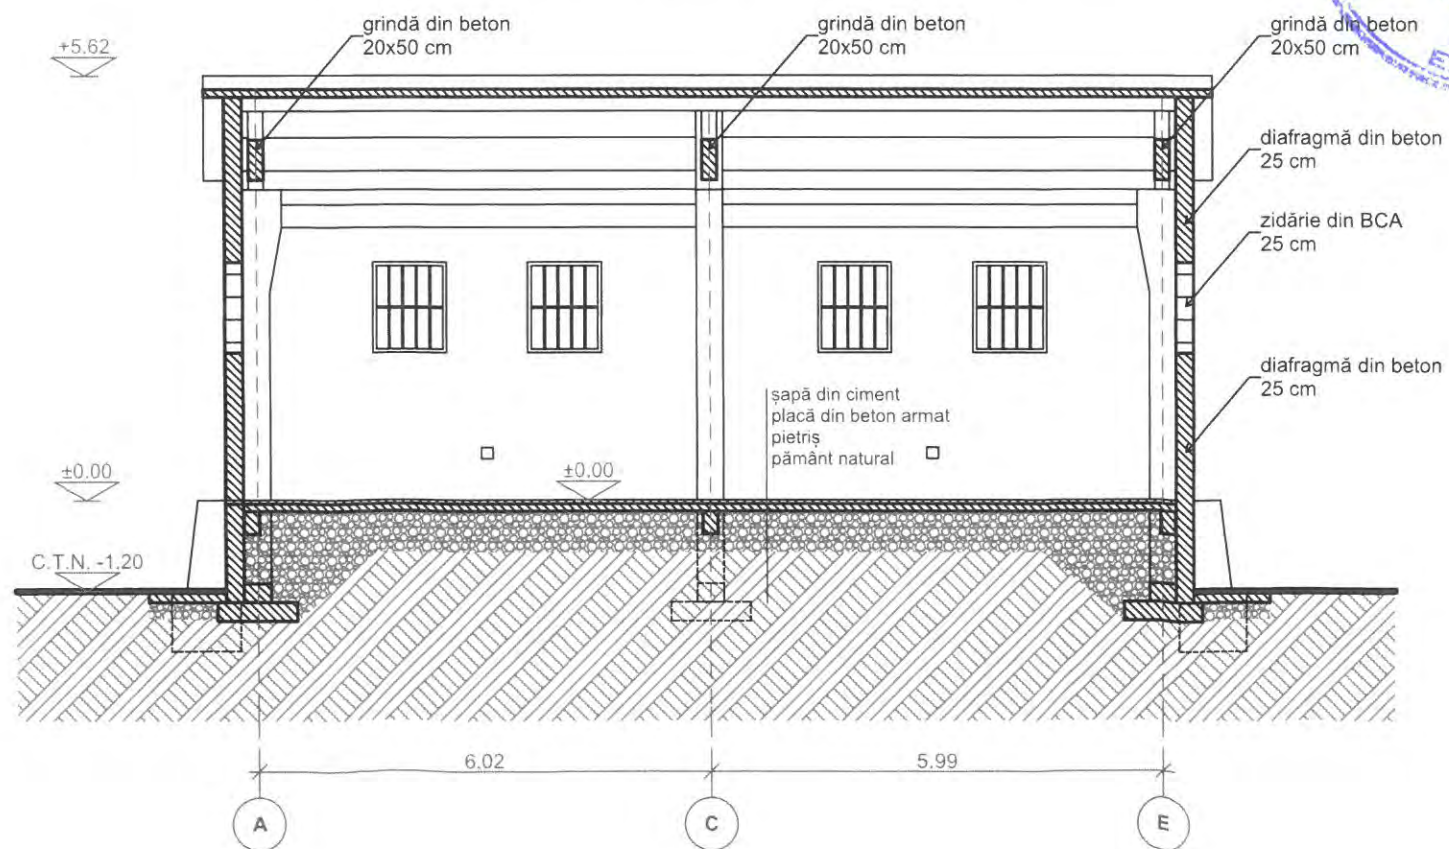 grindă din beton
20x50 cm
grindă din beton
20x50 cm
grindă din beton
20x50 cm
+5.62
diafragmă din beton
25 cm
zidărie din BCA
25 cm
diafragmă din beton
25 cm
șapă din ciment
placă din beton armat
pietriș
pământ natural
±0.00
±0.00
C.T.N. -1.20
6.02
5.99
A
C
E